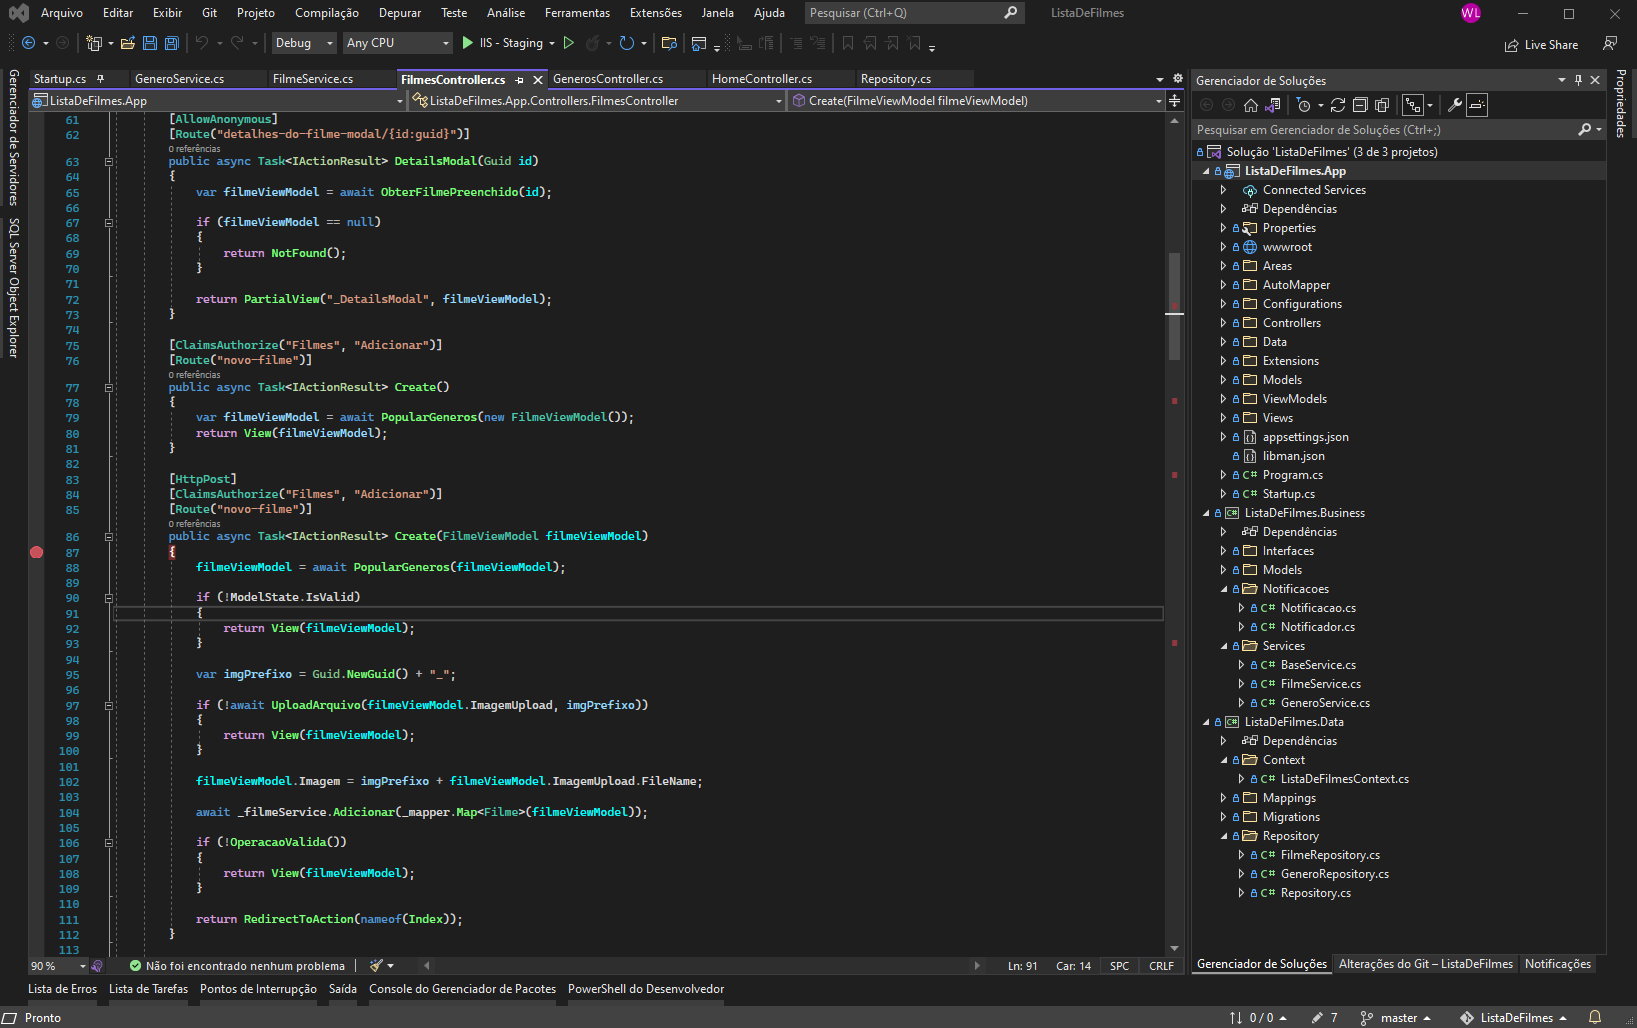 Arquivo Editar Exibir Git Projeto Compilação Depurar Teste Análise Ferramentas Extensões Janela Ajuda Pesquisar (Ctrl+Q) ListaDeFilmes WL
Debug Any CPU IIS - Staging Live Share
Startup.cs GeneroService.cs FilmeService.cs FilmesController.cs GenerosController.cs HomeController.cs Repository.cs
ListaDeFilmes.App ListaDeFilmes.App.Controllers.FilmesController Create(FilmeViewModel filmeViewModel)
Gerenciador de Servidores
SQL Server Object Explorer
61 [AllowAnonymous]
62 [Route("detalhes-do-filme-modal/{id:guid}")]
0 referências
63 public async Task<IActionResult> DetailsModal(Guid id)
64 {
65 var filmeViewModel = await ObterFilmePreenchido(id);
66
67 if (filmeViewModel == null)
68 {
69 return NotFound();
70 }
71
72 return PartialView("_DetailsModal", filmeViewModel);
73 }
74
75 [ClaimsAuthorize("Filmes", "Adicionar")]
76 [Route("novo-filme")]
0 referências
77 public async Task<IActionResult> Create()
78 {
79 var filmeViewModel = await PopularGeneros(new FilmeViewModel());
80 return View(filmeViewModel);
81 }
82
83 [HttpPost]
84 [ClaimsAuthorize("Filmes", "Adicionar")]
85 [Route("novo-filme")]
0 referências
86 public async Task<IActionResult> Create(FilmeViewModel filmeViewModel)
87 {
88 filmeViewModel = await PopularGeneros(filmeViewModel);
89
90 if (!ModelState.IsValid)
91 {
92 return View(filmeViewModel);
93 }
94
95 var imgPrefixo = Guid.NewGuid() + "_";
96
97 if (!await UploadArquivo(filmeViewModel.ImagemUpload, imgPrefixo))
98 {
99 return View(filmeViewModel);
100 }
101
102 filmeViewModel.Imagem = imgPrefixo + filmeViewModel.ImagemUpload.FileName;
103
104 await _filmeService.Adicionar(_mapper.Map<Filme>(filmeViewModel));
105
106 if (!OperacaoValida())
107 {
108 return View(filmeViewModel);
109 }
110
111 return RedirectToAction(nameof(Index));
112 }
113
90 % Não foi encontrado nenhum problema Ln: 91 Car: 14 SPC CRLF
Gerenciador de Soluções
Pesquisar em Gerenciador de Soluções (Ctrl+;)
Solução 'ListaDeFilmes' (3 de 3 projetos)
ListaDeFilmes.App
Connected Services
Dependências
Properties
wwwroot
Areas
AutoMapper
Configurations
Controllers
Data
Extensions
Models
ViewModels
Views
appsettings.json
libman.json
C# Program.cs
C# Startup.cs
C# ListaDeFilmes.Business
Dependências
Interfaces
Models
Notificacoes
C# Notificacao.cs
C# Notificador.cs
Services
C# BaseService.cs
C# FilmeService.cs
C# GeneroService.cs
C# ListaDeFilmes.Data
Dependências
Context
C# ListaDeFilmesContext.cs
Mappings
Migrations
Repository
C# FilmeRepository.cs
C# GeneroRepository.cs
C# Repository.cs
Gerenciador de Soluções Alterações do Git – ListaDeFilmes Notificações
Propriedades
Lista de Erros Lista de Tarefas Pontos de Interrupção Saída Console do Gerenciador de Pacotes PowerShell do Desenvolvedor
Pronto 0 / 0 7 master ListaDeFilmes